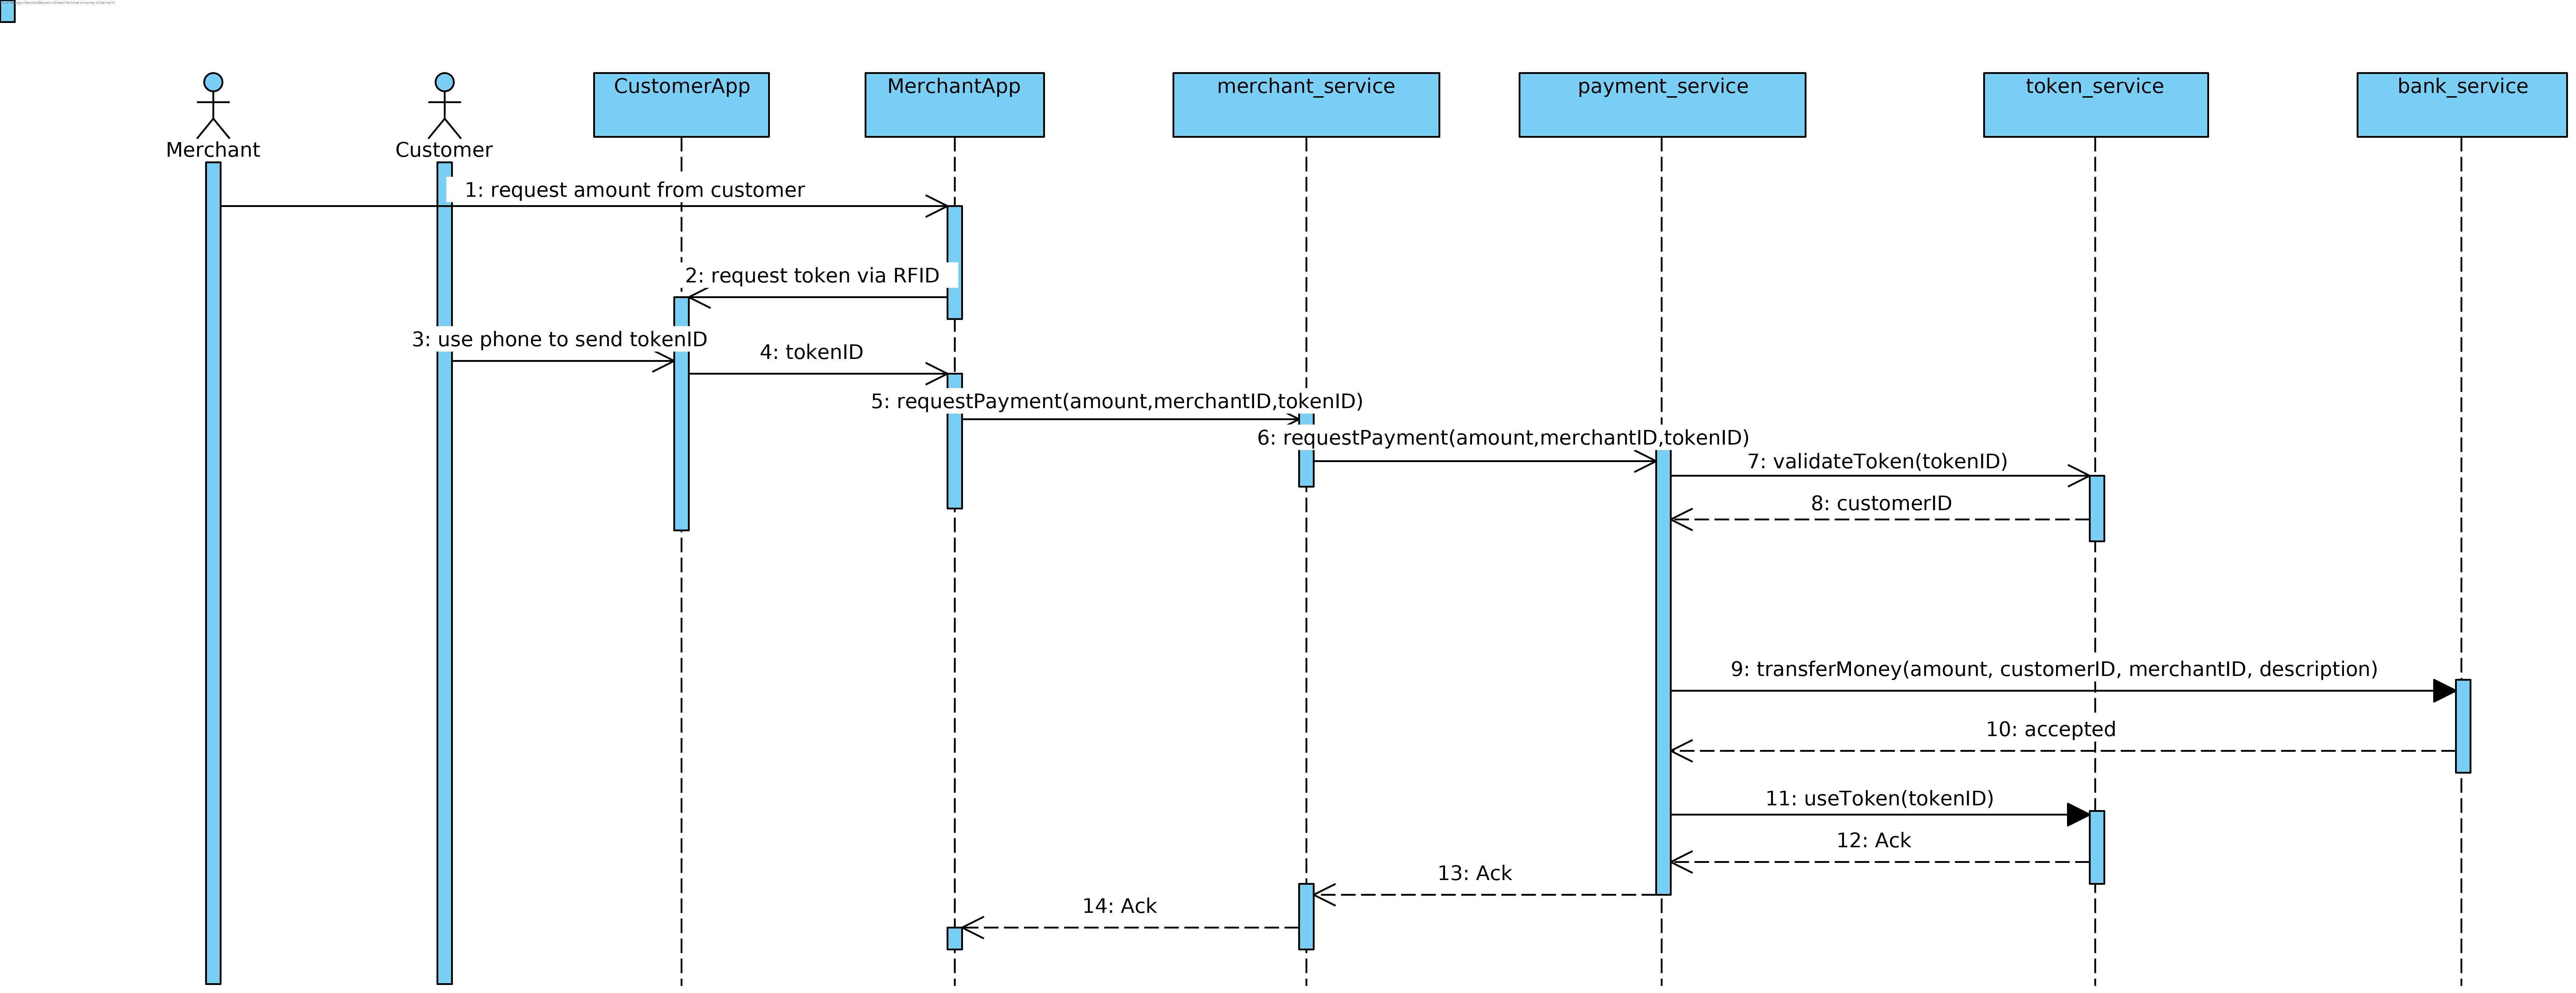 CustomerApp
MerchantApp
merchant_service
payment_service
token_service
bank_service
Merchant
Customer
1: request amount from customer
2: request token via RFID
3: use phone to send tokenID
4: tokenID
5: requestPayment(amount,merchantID,tokenID)
6: requestPayment(amount,merchantID,tokenID)
7: validateToken(tokenID)
8: customerID
9: transferMoney(amount, customerID, merchantID, description)
10: accepted
11: useToken(tokenID)
12: Ack
13: Ack
14: Ack